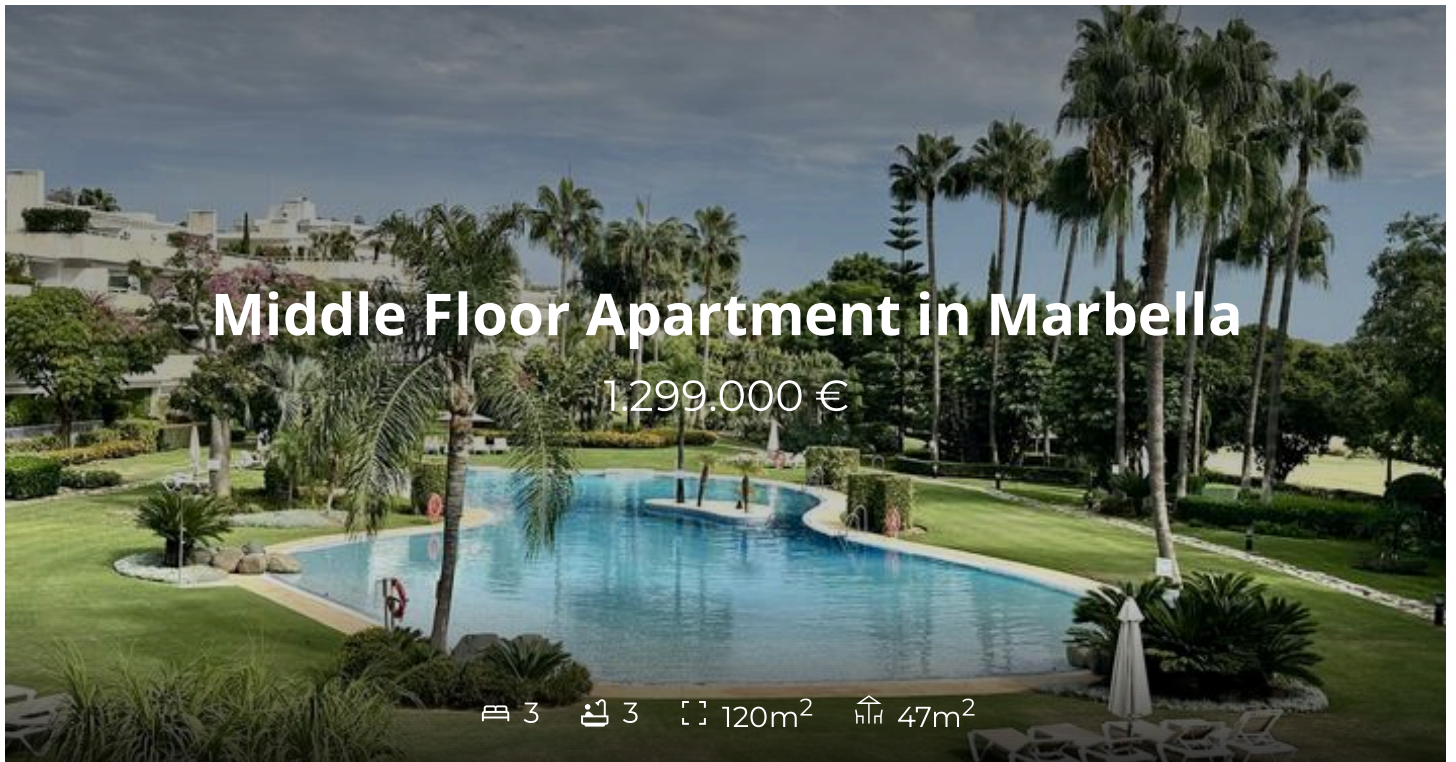 Middle Floor Apartment in Marbella
1.299.000 €
3 3 120m² 47m²